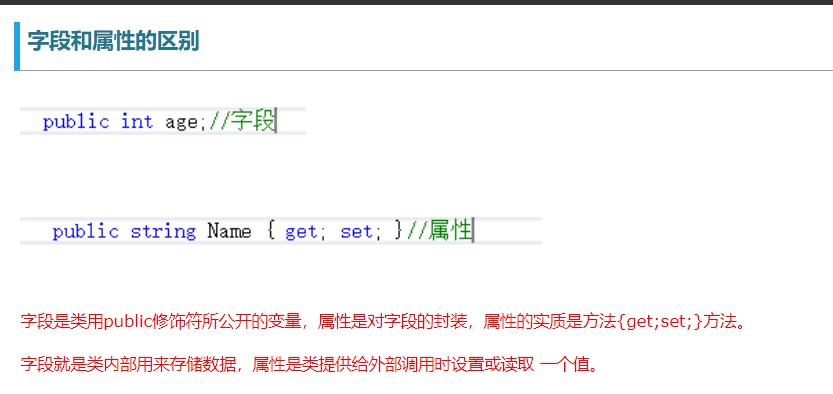 字段和属性的区别
public int age;//字段
public string Name { get; set; }//属性
字段是类用public修饰符所公开的变量，属性是对字段的封装，属性的实质是方法{get;set;}方法。
字段就是类内部用来存储数据，属性是类提供给外部调用时设置或读取 一个值。